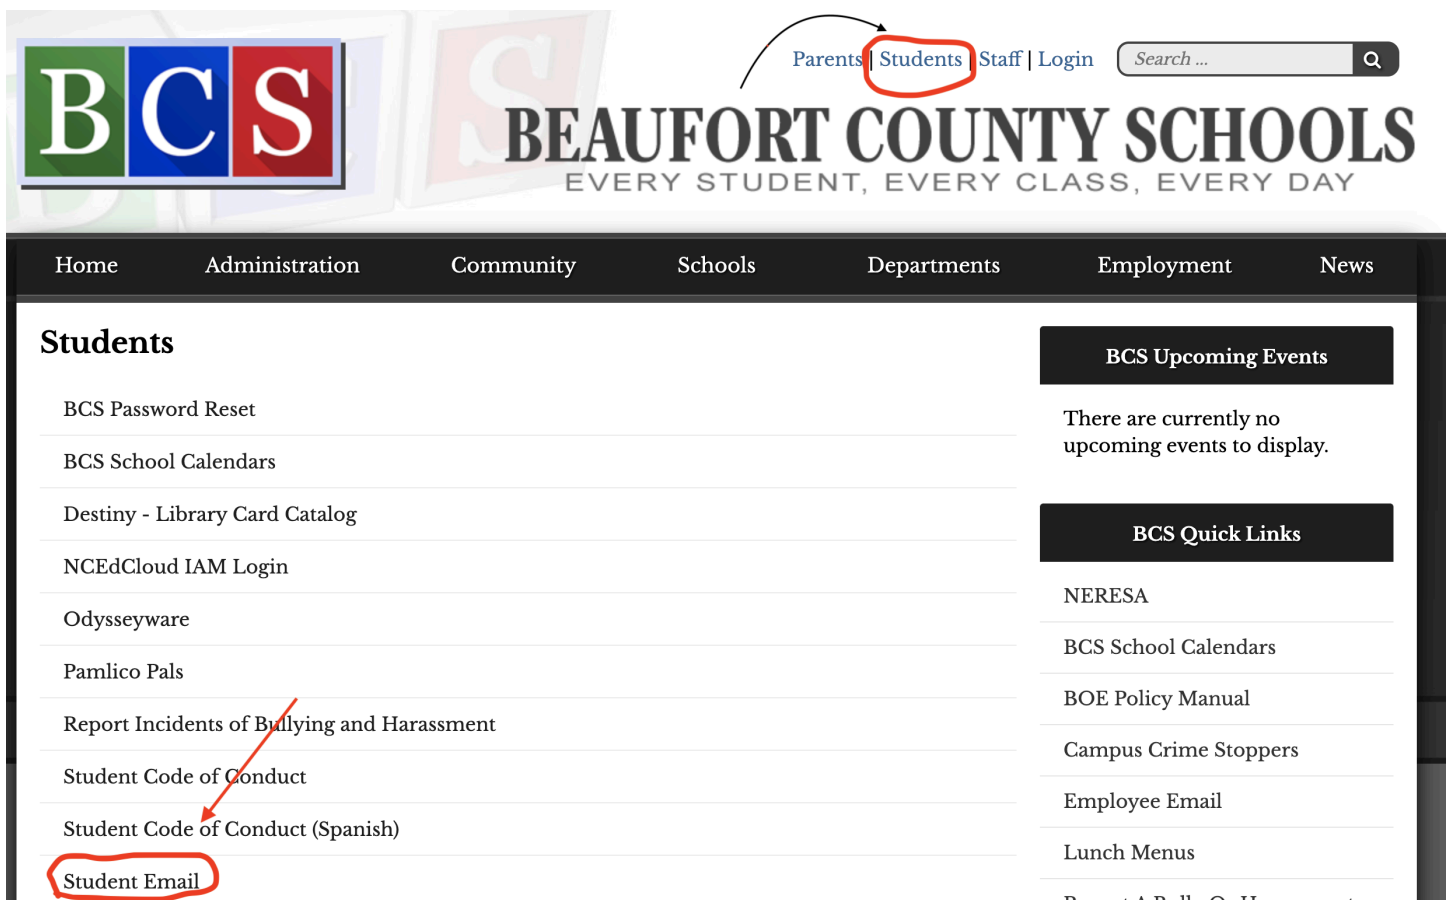 BCS
Parents | Students | Staff | Login
Search ...
BEAUFORT COUNTY SCHOOLS
EVERY STUDENT, EVERY CLASS, EVERY DAY
Home Administration Community Schools Departments Employment News
Students
BCS Password Reset
BCS School Calendars
Destiny - Library Card Catalog
NCEdCloud IAM Login
Odysseyware
Pamlico Pals
Report Incidents of Bullying and Harassment
Student Code of Conduct
Student Code of Conduct (Spanish)
Student Email
BCS Upcoming Events
There are currently no
upcoming events to display.
BCS Quick Links
NERESA
BCS School Calendars
BOE Policy Manual
Campus Crime Stoppers
Employee Email
Lunch Menus